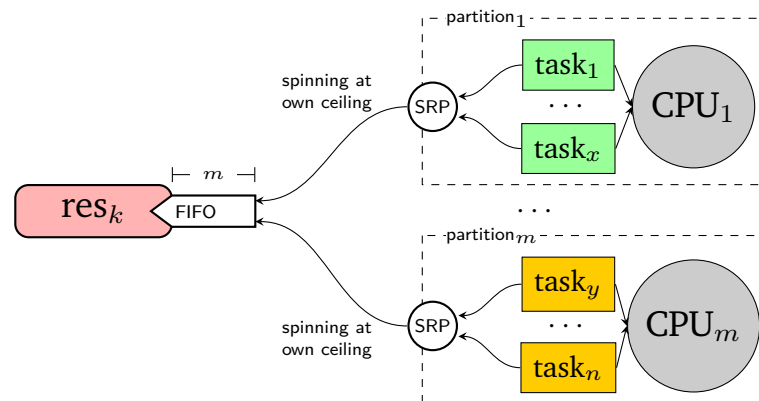 partition₁
task₁
spinning at
own ceiling
SRP
. . .
CPU₁
taskₓ
m
resₖ
FIFO
. . .
partitionₘ
task_y
spinning at
own ceiling
SRP
. . .
CPUₘ
taskₙ